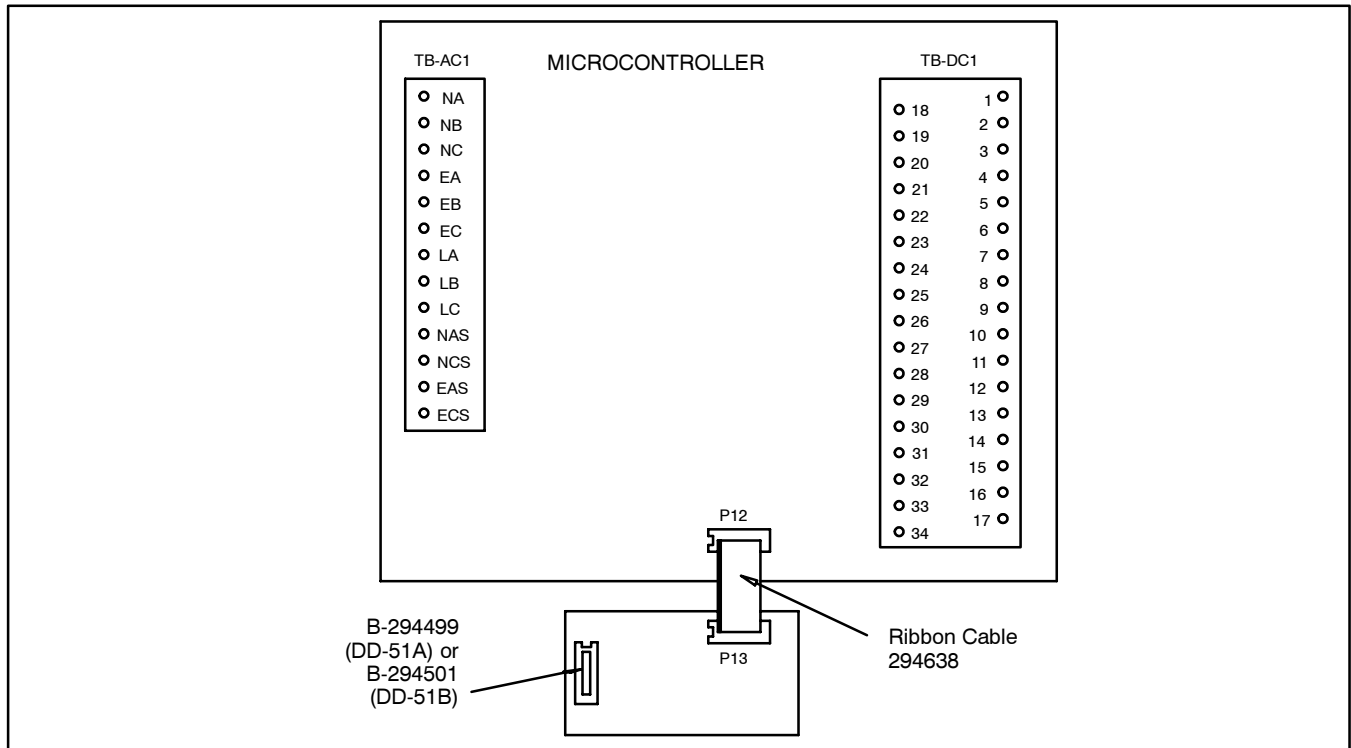 TB-AC1
MICROCONTROLLER
TB-DC1
NA
NB
NC
EA
EB
EC
LA
LB
LC
NAS
NCS
EAS
ECS
18
19
20
21
22
23
24
25
26
27
28
29
30
31
32
33
34
1
2
3
4
5
6
7
8
9
10
11
12
13
14
15
16
17
P12
P13
B-294499
(DD-51A) or
B-294501
(DD-51B)
Ribbon Cable
294638